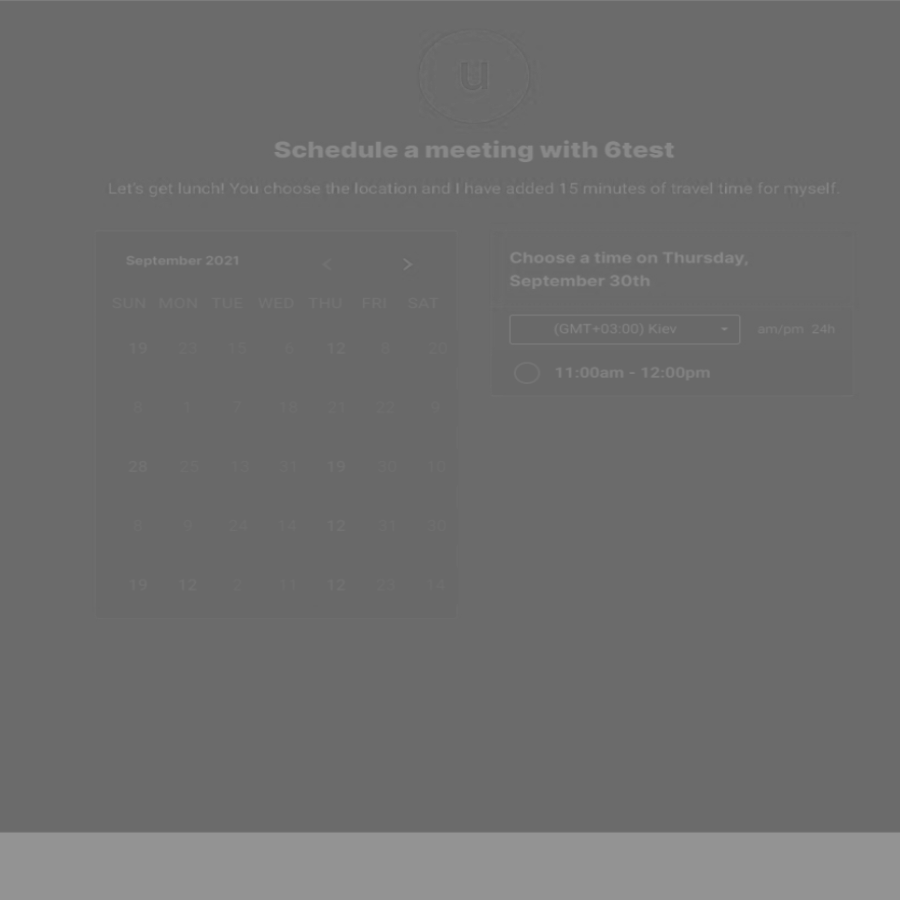 u
Schedule a meeting with 6test
Let's get lunch! You choose the location and I have added 15 minutes of travel time for myself.
September 2021 < >
SUN MON TUE WED THU FRI SAT
19 23 15 6 12 8 26
8 1 7 18 21 22 9
28 25 13 31 19 30 10
8 9 24 14 12 31 30
19 12 2 11 12 29 14
Choose a time on Thursday,
September 30th
(GMT+03:00) Kiev
am/pm 24h
11:00am - 12:00pm